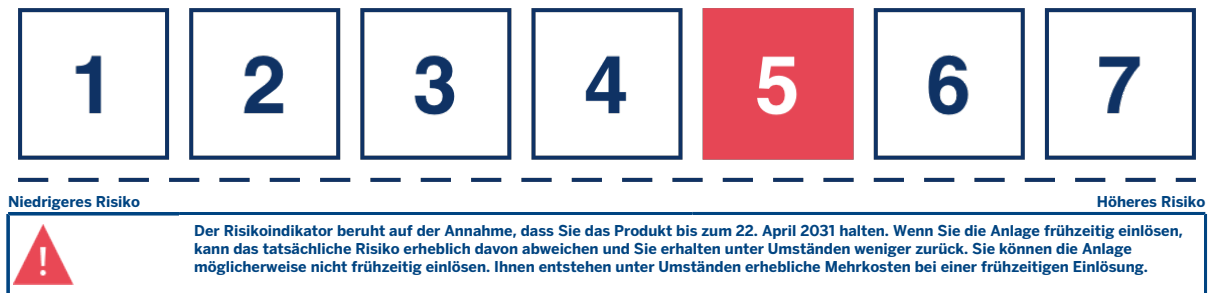 1 2 3 4 5 6 7
Niedrigeres Risiko Höheres Risiko
!
Der Risikoindikator beruht auf der Annahme, dass Sie das Produkt bis zum 22. April 2031 halten. Wenn Sie die Anlage frühzeitig einlösen,
kann das tatsächliche Risiko erheblich davon abweichen und Sie erhalten unter Umständen weniger zurück. Sie können die Anlage
möglicherweise nicht frühzeitig einlösen. Ihnen entstehen unter Umständen erhebliche Mehrkosten bei einer frühzeitigen Einlösung.